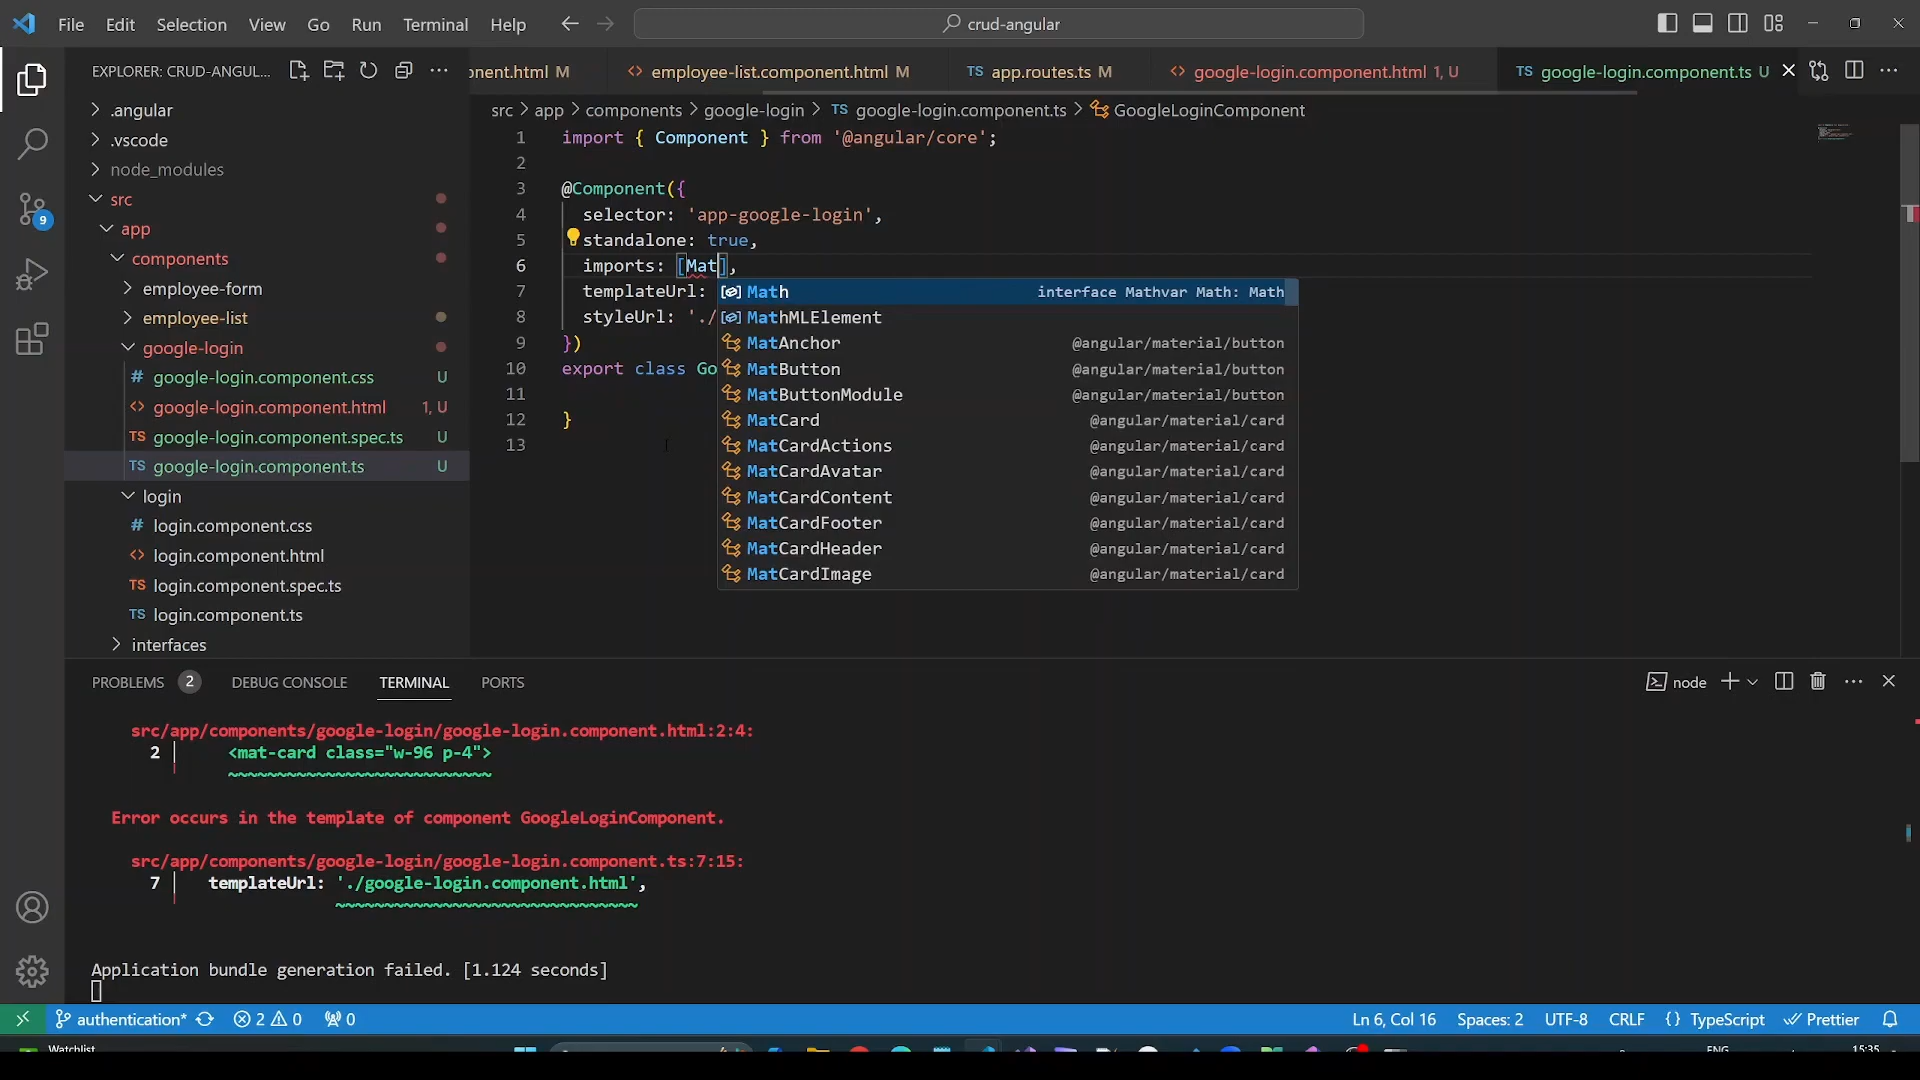 File Edit Selection View Go Run Terminal Help
crud-angular
EXPLORER: CRUD-ANGUL...
.angular
.vscode
node_modules
src
app
components
employee-form
employee-list
google-login
google-login.component.css U
google-login.component.html 1, U
google-login.component.spec.ts U
google-login.component.ts U
login
login.component.css
login.component.html
login.component.spec.ts
login.component.ts
interfaces
9
onent.html M
employee-list.component.html M
app.routes.ts M
google-login.component.html 1, U
google-login.component.ts U
src > app > components > google-login > TS google-login.component.ts > GoogleLoginComponent
1 import { Component } from '@angular/core';
2
3 @Component({
4 selector: 'app-google-login',
5 standalone: true,
6 imports: [Mat],
7 templateUrl:
8 styleUrl: './
9 })
10 export class Go
11
12 }
13
Math interface Mathvar Math: Math
MathMLElement
MatAnchor @angular/material/button
MatButton @angular/material/button
MatButtonModule @angular/material/button
MatCard @angular/material/card
MatCardActions @angular/material/card
MatCardAvatar @angular/material/card
MatCardContent @angular/material/card
MatCardFooter @angular/material/card
MatCardHeader @angular/material/card
MatCardImage @angular/material/card
PROBLEMS 2 DEBUG CONSOLE TERMINAL PORTS
node
src/app/components/google-login/google-login.component.html:2:4:
2 │ <mat-card class="w-96 p-4">
~~~~~~~~~~~~~~~~~~~~~~~~~~~
Error occurs in the template of component GoogleLoginComponent.
src/app/components/google-login/google-login.component.ts:7:15:
7 │ templateUrl: './google-login.component.html',
~~~~~~~~~~~~~~~~~~~~~~~~~~~~~~~
Application bundle generation failed. [1.124 seconds]
authentication* 2 0 0
Ln 6, Col 16 Spaces: 2 UTF-8 CRLF {} TypeScript Prettier
Watchlist
ENG
15:35